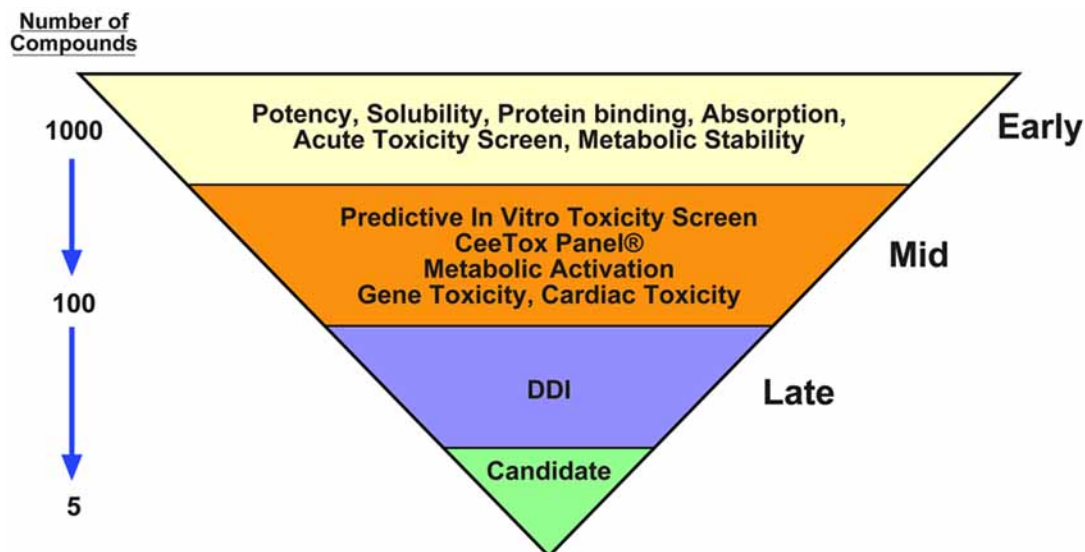 Number of
Compounds
1000
100
5
Potency, Solubility, Protein binding, Absorption,
Acute Toxicity Screen, Metabolic Stability
Early
Predictive In Vitro Toxicity Screen
CeeTox Panel®
Metabolic Activation
Gene Toxicity, Cardiac Toxicity
Mid
DDI
Late
Candidate